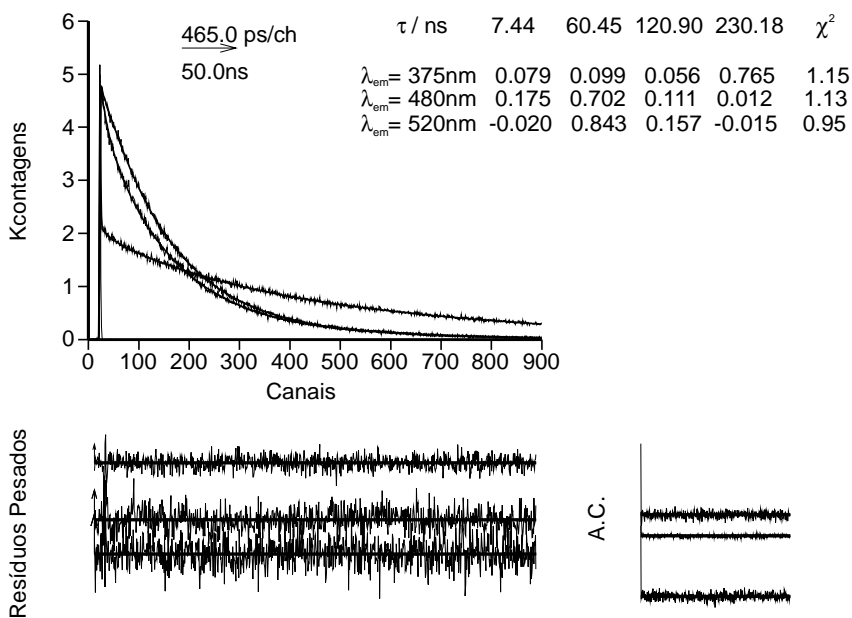 465.0 ps/ch
50.0ns
τ / ns 7.44 60.45 120.90 230.18 χ²
λem= 375nm 0.079 0.099 0.056 0.765 1.15
λem= 480nm 0.175 0.702 0.111 0.012 1.13
λem= 520nm -0.020 0.843 0.157 -0.015 0.95
Kcontagens
6
5
4
3
2
1
0
0 100 200 300 400 500 600 700 800 900
Canais
Resíduos Pesados
A.C.